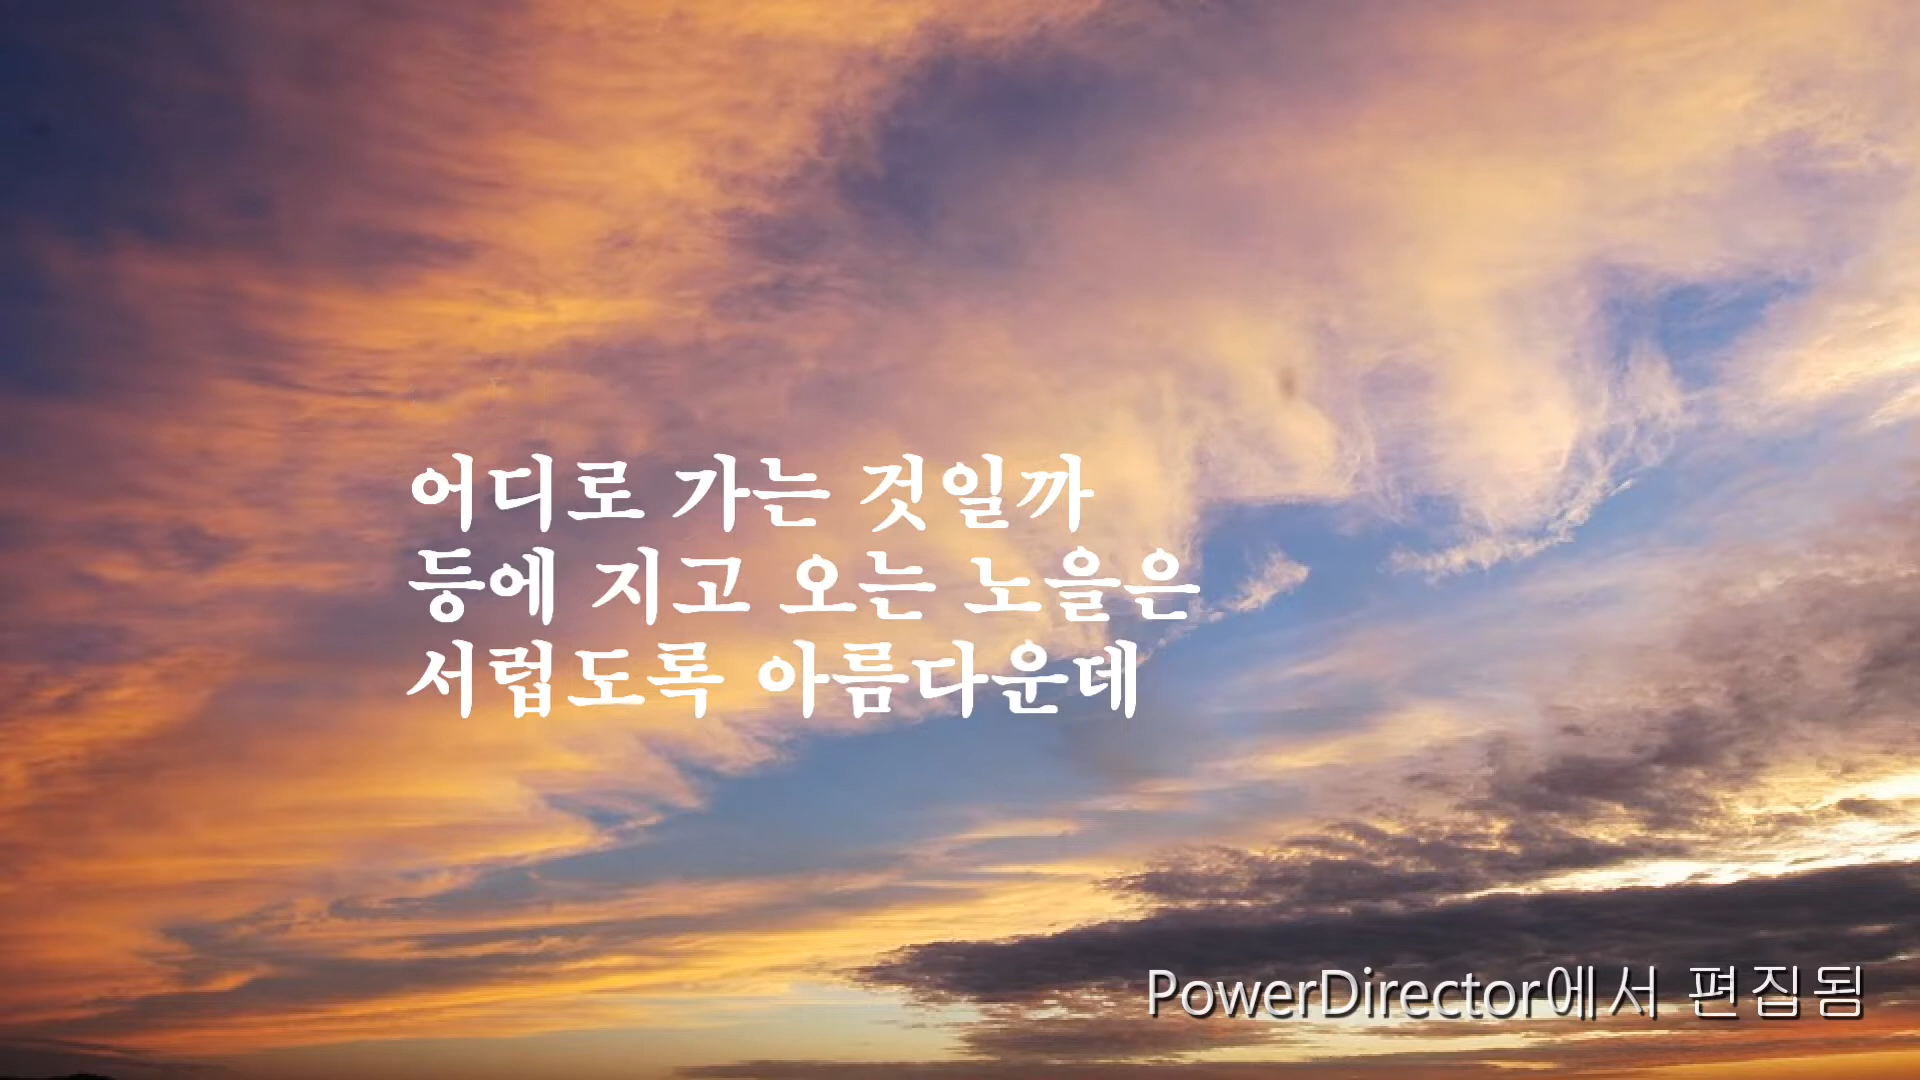 어디로 가는 것일까
등에 지고 오는 노을은
서럽도록 아름다운데
PowerDirector에서 편집됨